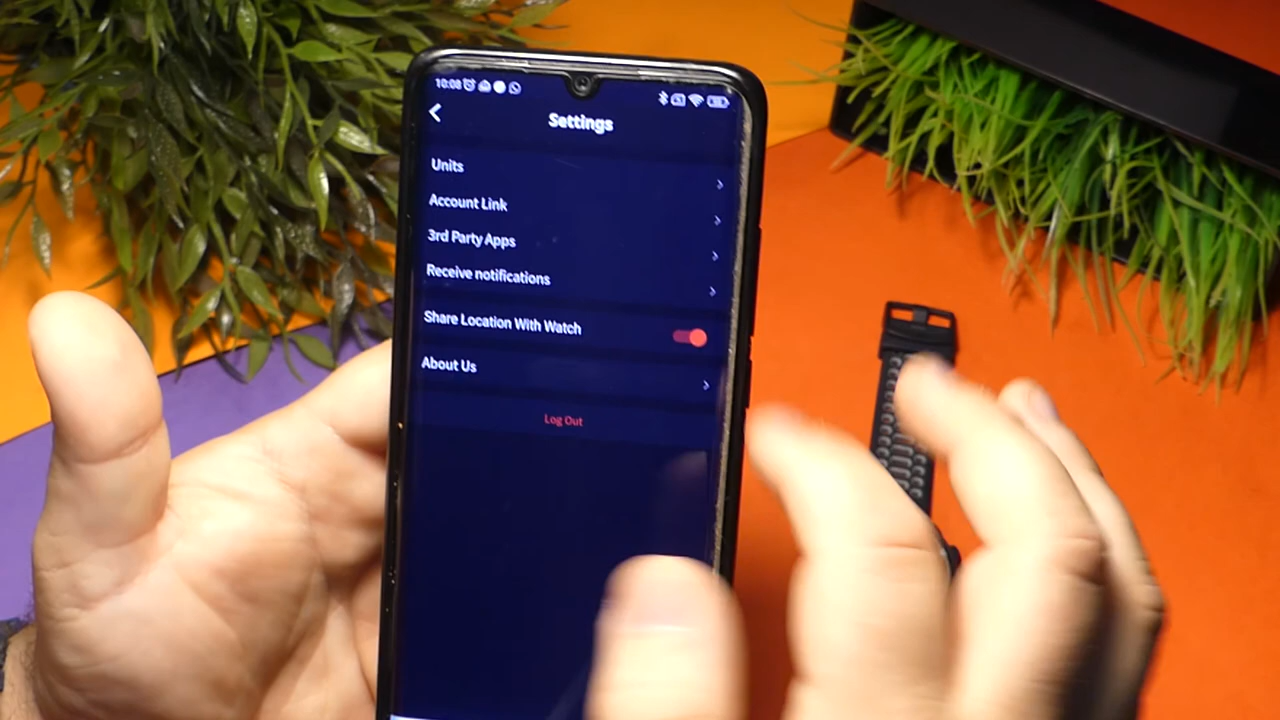 10:08
Settings
Units
Account Link
3rd Party Apps
Receive notifications
Share Location With Watch
About Us
Log Out